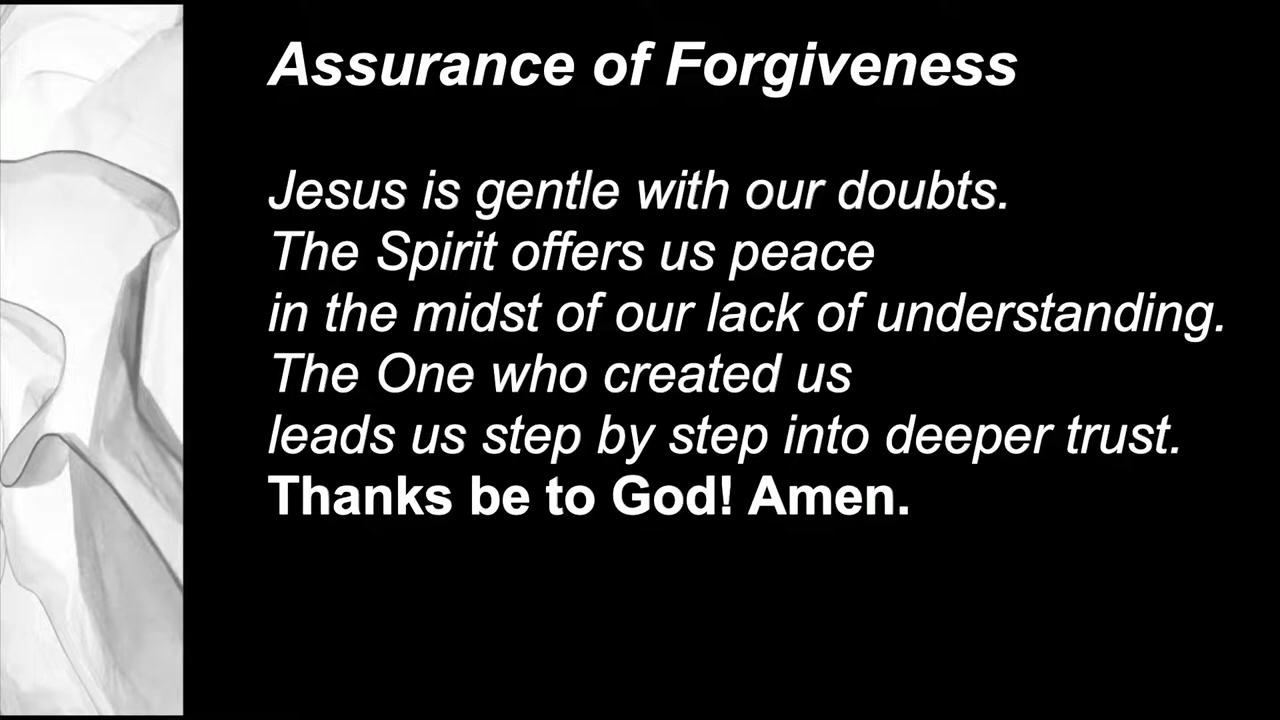 Assurance of Forgiveness
Jesus is gentle with our doubts.
The Spirit offers us peace
in the midst of our lack of understanding.
The One who created us
leads us step by step into deeper trust.
Thanks be to God! Amen.